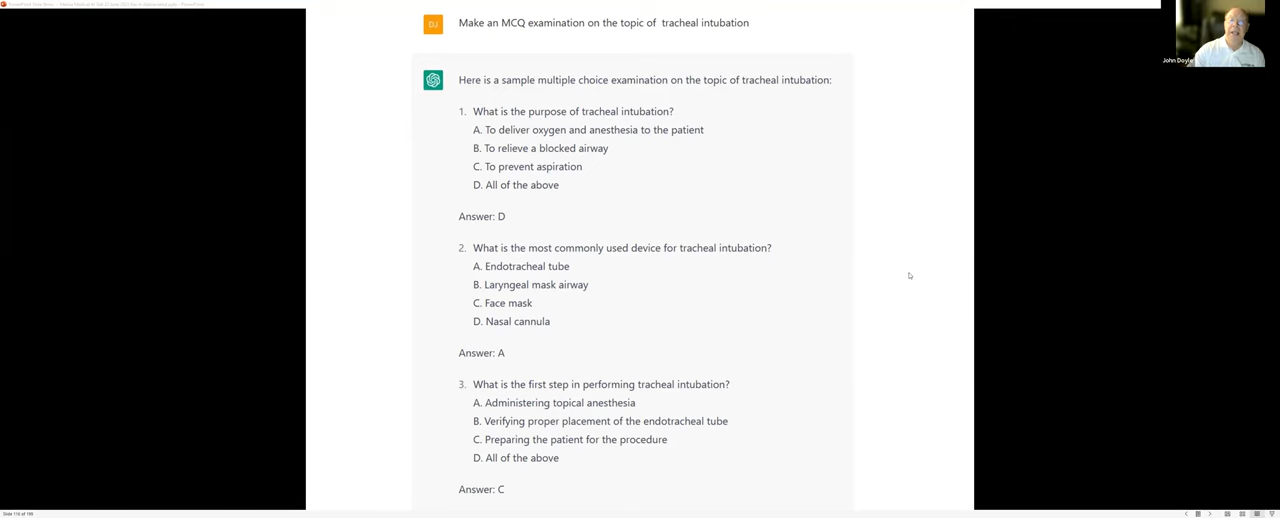 DJ
Make an MCQ examination on the topic of tracheal intubation
John Doyle
Here is a sample multiple choice examination on the topic of tracheal intubation:
1. What is the purpose of tracheal intubation?
A. To deliver oxygen and anesthesia to the patient
B. To relieve a blocked airway
C. To prevent aspiration
D. All of the above
Answer: D
2. What is the most commonly used device for tracheal intubation?
A. Endotracheal tube
B. Laryngeal mask airway
C. Face mask
D. Nasal cannula
Answer: A
3. What is the first step in performing tracheal intubation?
A. Administering topical anesthesia
B. Verifying proper placement of the endotracheal tube
C. Preparing the patient for the procedure
D. All of the above
Answer: C